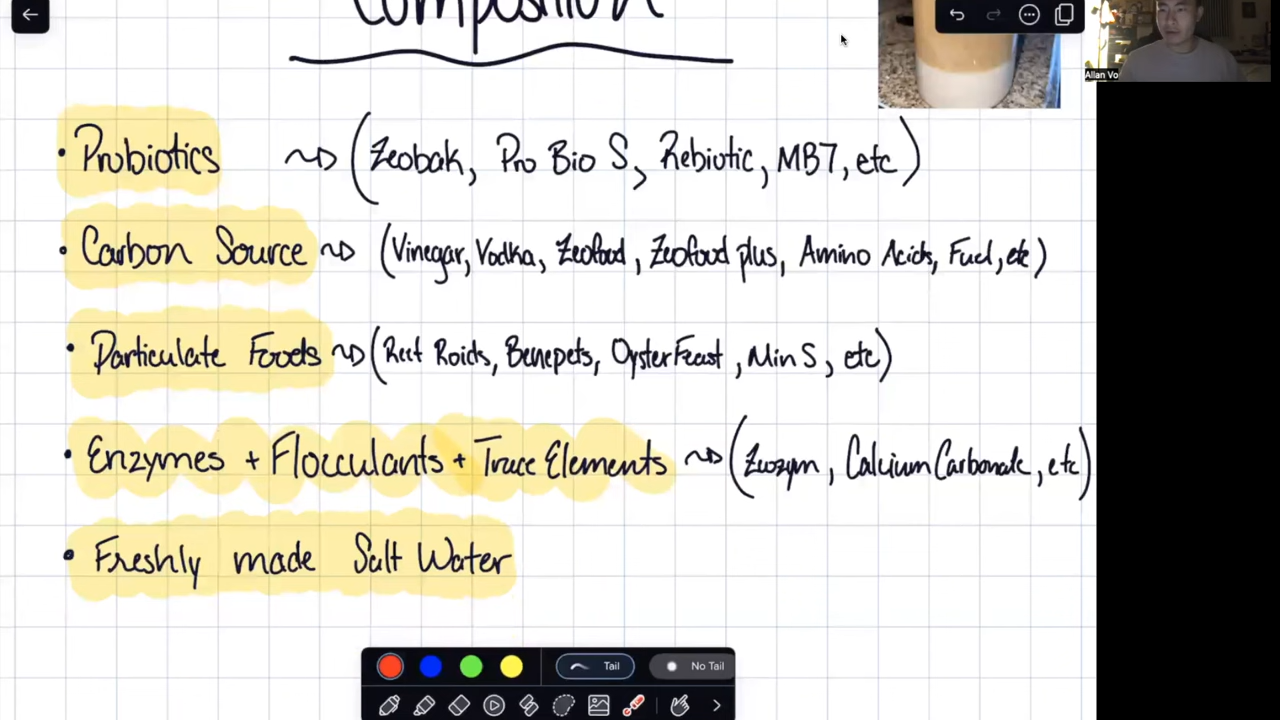 Composition
Allan Vo
• Probiotics (Zeobak, Pro Bio S, Rebiotic, MB7, etc)
• Carbon Source (Vinegar, Vodka, Zeofood, Zeofood plus, Amino Acids, Fuel, etc)
• Particulate Foods (Reef Roids, Benepets, OysterFeast, Min S, etc)
• Enzymes + Flocculants + Trace Elements (Zeozym, Calcium Carbonate, etc)
• Freshly made Salt Water
Tail No Tail